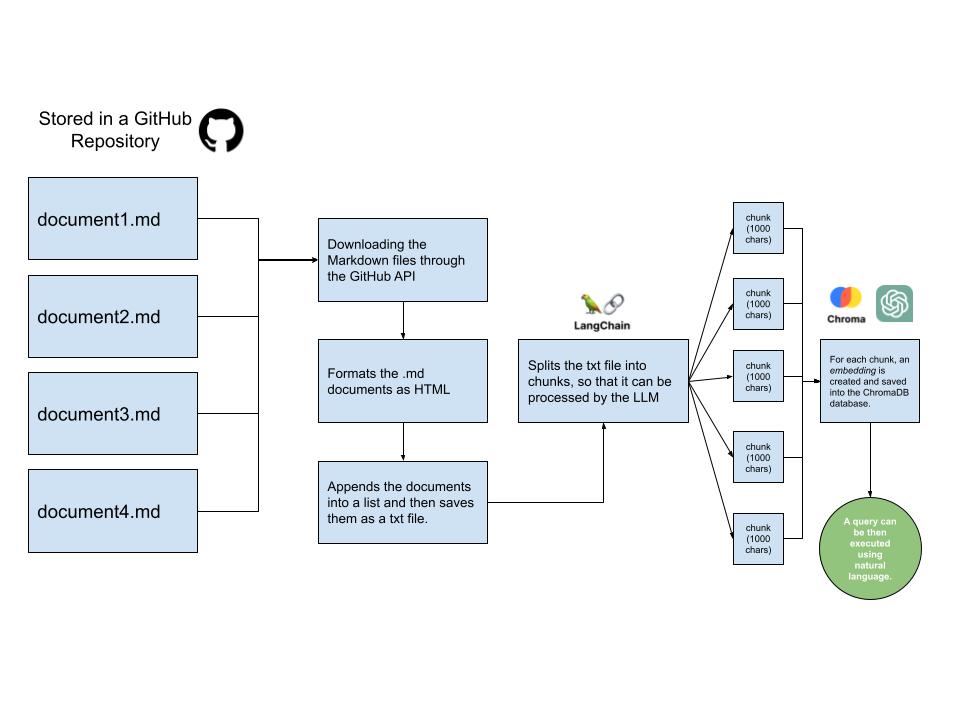 Stored in a GitHub
Repository
document1.md
document2.md
document3.md
document4.md
Downloading the
Markdown files through
the GitHub API
Formats the .md
documents as HTML
Appends the documents
into a list and then saves
them as a txt file.
LangChain
Splits the txt file into
chunks, so that it can be
processed by the LLM
chunk
(1000
chars)
chunk
(1000
chars)
chunk
(1000
chars)
chunk
(1000
chars)
chunk
(1000
chars)
Chroma
For each chunk, an
embedding is
created and saved
into the ChromaDB
database.
A query can
be then
executed
using
natural
language.